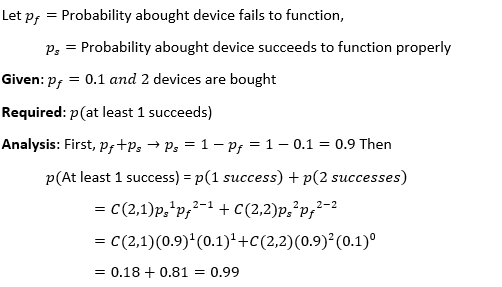 Let p_f = Probability abought device fails to function,
p_s = Probability abought device succeeds to function properly
Given: p_f = 0.1 and 2 devices are bought
Required: p(at least 1 succeeds)
Analysis: First, p_f+p_s → p_s = 1 − p_f = 1 − 0.1 = 0.9 Then
p(At least 1 success) = p(1 success) + p(2 successes)
= C(2,1)p_s^1 p_f^{2−1} + C(2,2)p_s^2 p_f^{2−2}
= C(2,1)(0.9)^1(0.1)^1+C(2,2)(0.9)^2(0.1)^0
= 0.18 + 0.81 = 0.99